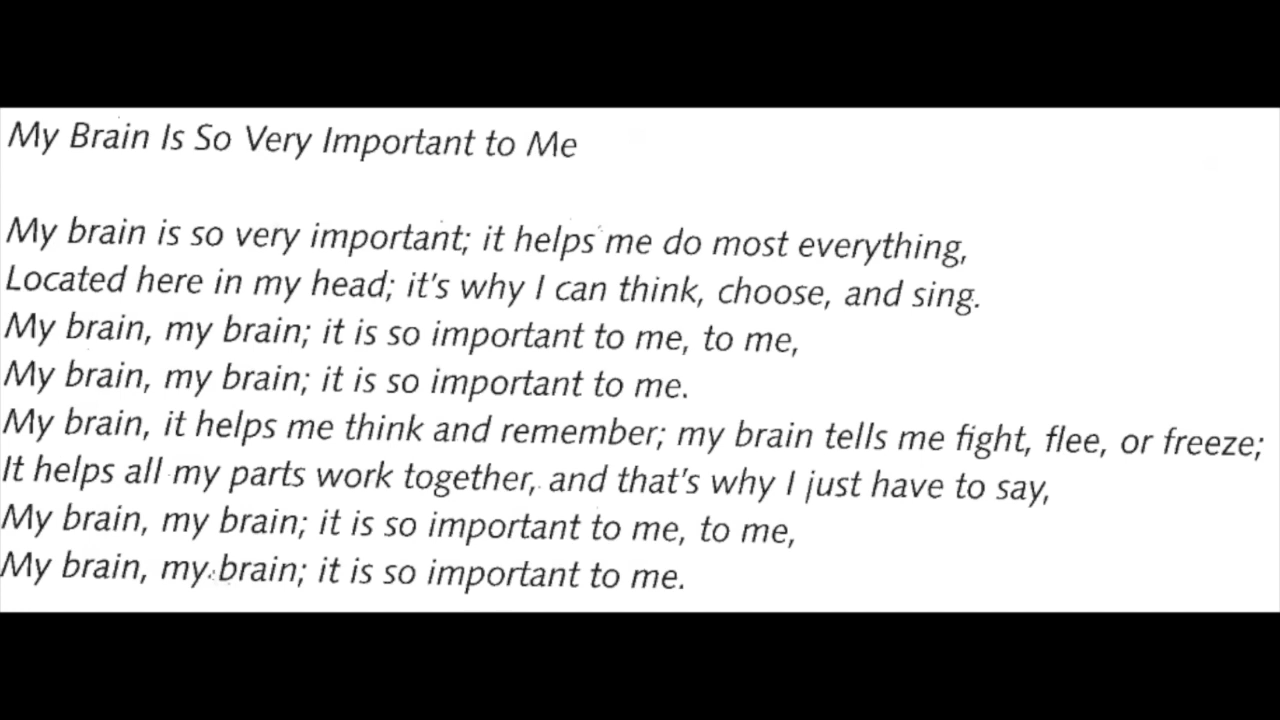 My Brain Is So Very Important to Me
My brain is so very important; it helps me do most everything,
Located here in my head; it's why I can think, choose, and sing.
My brain, my brain; it is so important to me, to me,
My brain, my brain; it is so important to me.
My brain, it helps me think and remember; my brain tells me fight, flee, or freeze;
It helps all my parts work together, and that's why I just have to say,
My brain, my brain; it is so important to me, to me,
My brain, my brain; it is so important to me.